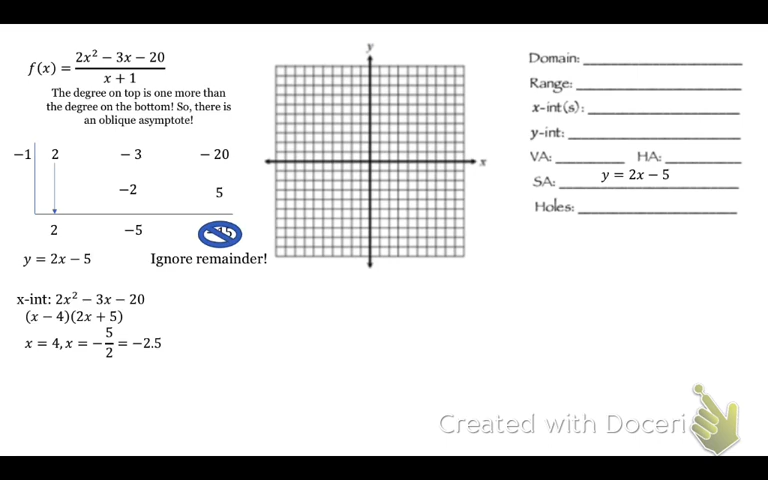 f(x) = 2x² − 3x − 20 / x + 1
The degree on top is one more than
the degree on the bottom! So, there is
an oblique asymptote!
−1 2 − 3 − 20
−2 5
2 −5
y = 2x − 5 Ignore remainder!
x-int: 2x² − 3x − 20
(x − 4)(2x + 5)
x = 4, x = − 5/2 = −2.5
y
x
Domain:
Range:
x-int(s):
y-int:
VA: HA:
SA: y = 2x − 5
Holes:
Created with Doceri